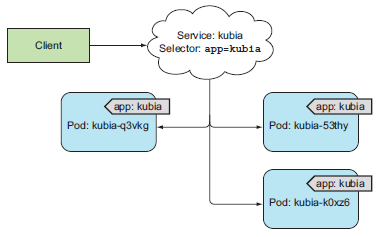 Client
Service: kubia
Selector: app=kubia
app: kubia
Pod: kubia-q3vkg
app: kubia
Pod: kubia-53thy
app: kubia
Pod: kubia-k0xz6